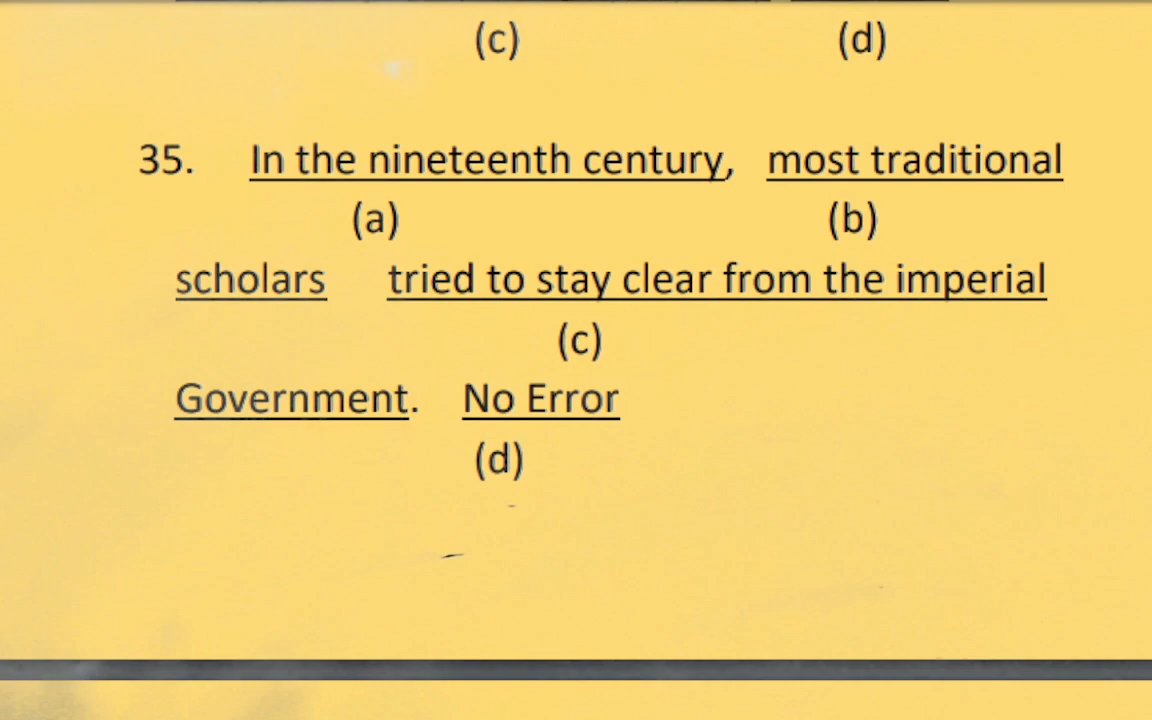 (c) (d)
35. In the nineteenth century, most traditional
(a) (b)
scholars tried to stay clear from the imperial
(c)
Government. No Error
(d)